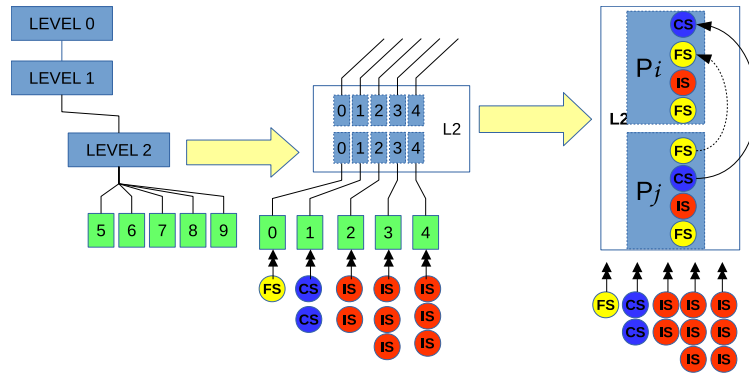 LEVEL 0
LEVEL 1
LEVEL 2
5 6 7 8 9
0 1 2 3 4
L2
0 1 2 3 4
0 1 2 3 4
FS CS IS IS IS
CS IS IS IS
IS IS
CS
Pi
FS
IS
FS
L2
FS
CS
Pj
IS
FS
FS CS IS IS IS
CS IS IS IS
IS IS